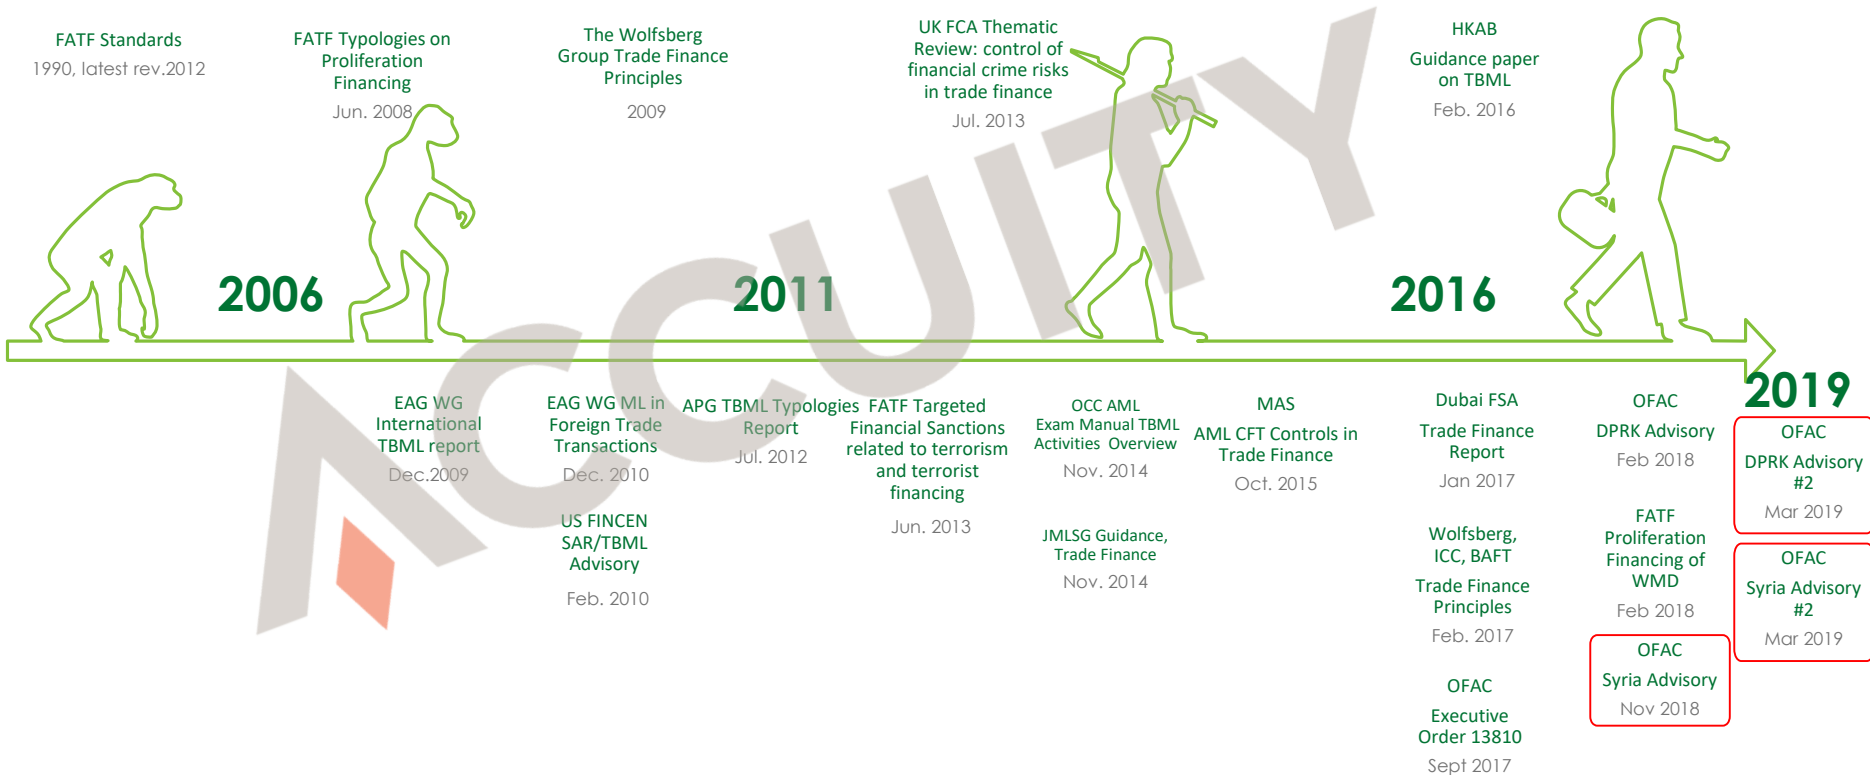 FATF Standards
1990, latest rev.2012
FATF Typologies on
Proliferation
Financing
Jun. 2008
The Wolfsberg
Group Trade Finance
Principles
2009
UK FCA Thematic
Review: control of
financial crime risks
in trade finance
Jul. 2013
HKAB
Guidance paper
on TBML
Feb. 2016
ACCUITY
2006
2011
2016
2019
EAG WG
International
TBML report
Dec.2009
EAG WG ML in
Foreign Trade
Transactions
Dec. 2010
US FINCEN
SAR/TBML
Advisory
Feb. 2010
APG TBML Typologies
Report
Jul. 2012
FATF Targeted
Financial Sanctions
related to terrorism
and terrorist
financing
Jun. 2013
OCC AML
Exam Manual TBML
Activities Overview
Nov. 2014
JMLSG Guidance,
Trade Finance
Nov. 2014
MAS
AML CFT Controls in
Trade Finance
Oct. 2015
Dubai FSA
Trade Finance
Report
Jan 2017
Wolfsberg,
ICC, BAFT
Trade Finance
Principles
Feb. 2017
OFAC
Executive
Order 13810
Sept 2017
OFAC
DPRK Advisory
Feb 2018
FATF
Proliferation
Financing of
WMD
Feb 2018
OFAC
Syria Advisory
Nov 2018
OFAC
DPRK Advisory
#2
Mar 2019
OFAC
Syria Advisory
#2
Mar 2019